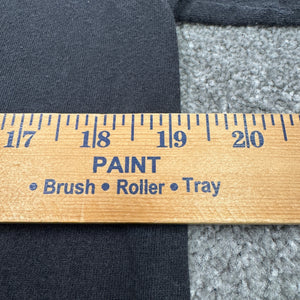 17 18 19 20
PAINT
• Brush • Roller • Tray